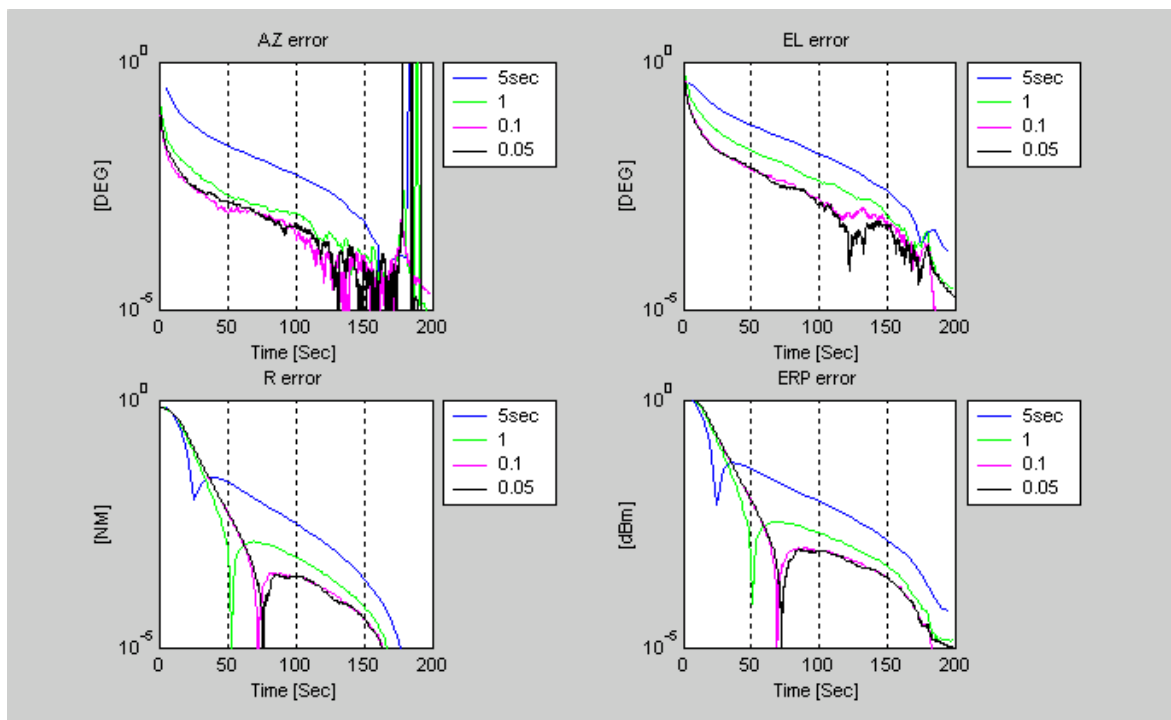 AZ error
10^0
[DEG]
10^-5
0
50
100
150
200
Time [Sec]
5sec
1
0.1
0.05
EL error
10^0
[DEG]
10^-5
0
50
100
150
200
Time [Sec]
5sec
1
0.1
0.05
R error
10^0
[NM]
10^-5
0
50
100
150
200
Time [Sec]
5sec
1
0.1
0.05
ERP error
10^0
[dBm]
10^-5
0
50
100
150
200
Time [Sec]
5sec
1
0.1
0.05